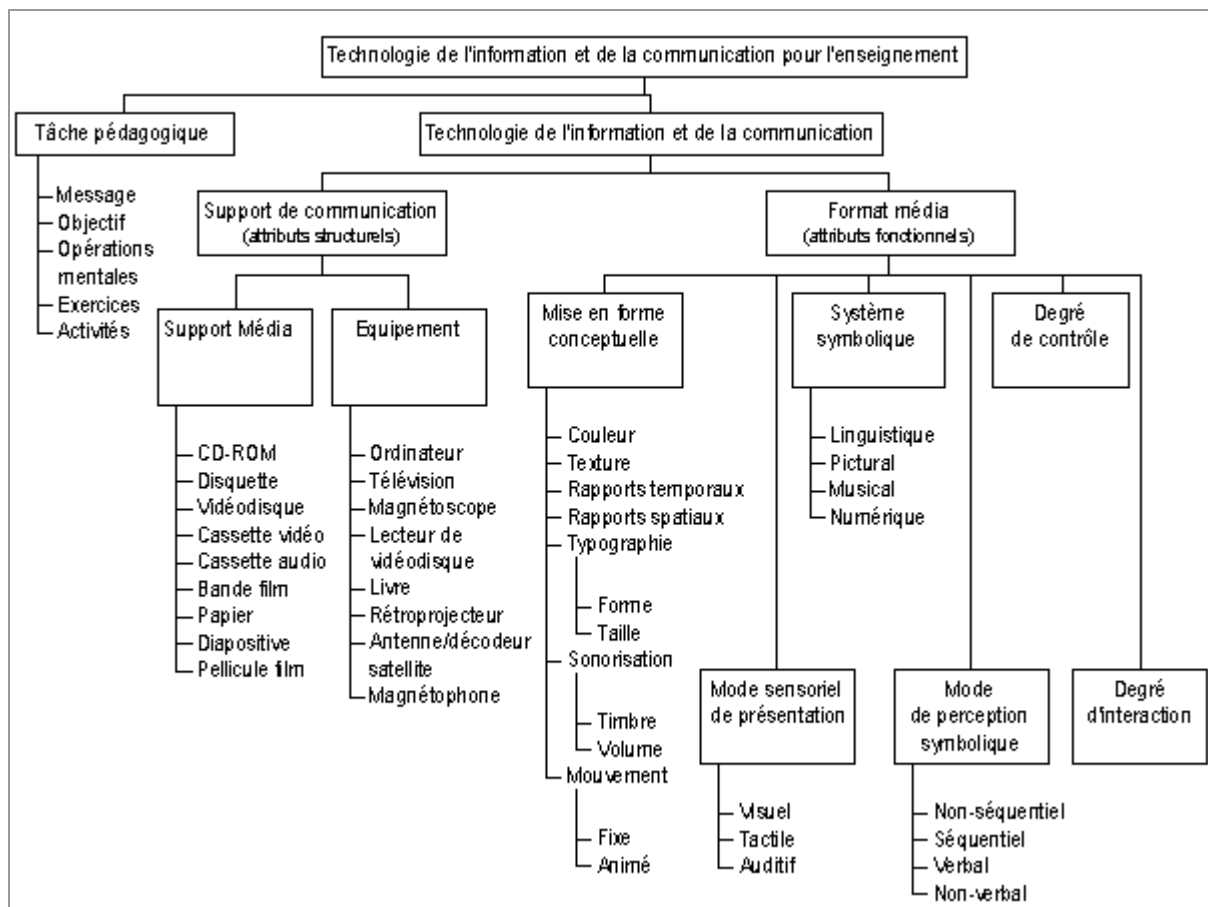 Technologie de l'information et de la communication pour l'enseignement
Tâche pédagogique
Technologie de l'information et de la communication
Message
Objectif
Opérations
mentales
Exercices
Activités
Support de communication
(attributs structurels)
Format média
(attributs fonctionnels)
Support Média
Equipement
Mise en forme
conceptuelle
Système
symbolique
Degré
de contrôle
CD-ROM
Disquette
Vidéodisque
Cassette vidéo
Cassette audio
Bande film
Papier
Diapositive
Pellicule film
Ordinateur
Télévision
Magnétoscope
Lecteur de
vidéodisque
Livre
Rétroprojecteur
Antenne/décodeur
satellite
Magnétophone
Couleur
Texture
Rapports temporaux
Rapports spatiaux
Typographie
Forme
Taille
Sonorisation
Timbre
Volume
Mouvement
Fixe
Animé
Linguistique
Pictural
Musical
Numérique
Mode sensoriel
de présentation
Mode
de perception
symbolique
Degré
d'interaction
Visuel
Tactile
Auditif
Non-séquentiel
Séquentiel
Verbal
Non-verbal